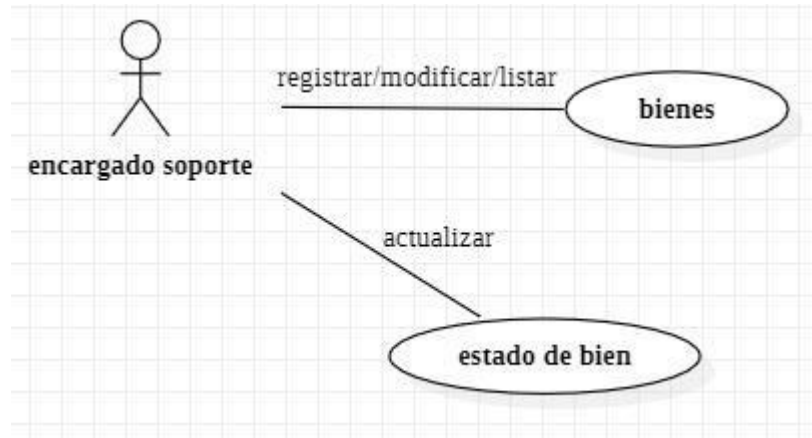 registrar/modificar/listar
bienes
encargado soporte
actualizar
estado de bien